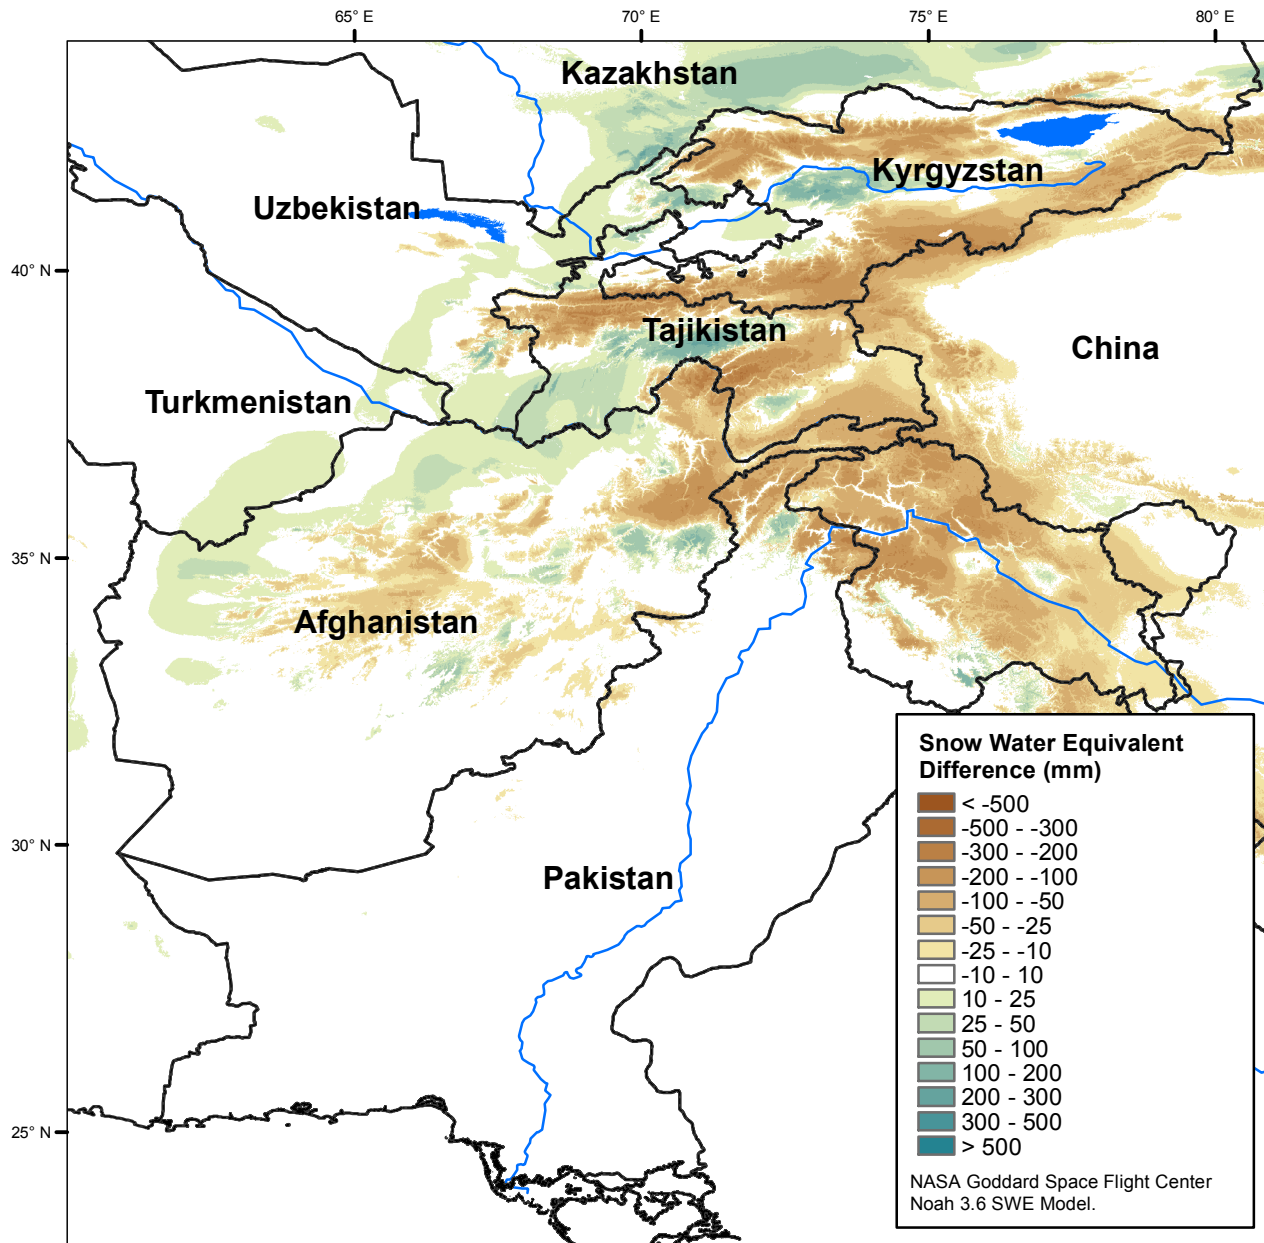 65° E
70° E
75° E
80° E
Kazakhstan
Kyrgyzstan
Uzbekistan
40° N
Tajikistan
China
Turkmenistan
35° N
Afghanistan
30° N
Pakistan
25° N
Snow Water Equivalent
Difference (mm)
< -500
-500 - -300
-300 - -200
-200 - -100
-100 - -50
-50 - -25
-25 - -10
-10 - 10
10 - 25
25 - 50
50 - 100
100 - 200
200 - 300
300 - 500
> 500
NASA Goddard Space Flight Center
Noah 3.6 SWE Model.